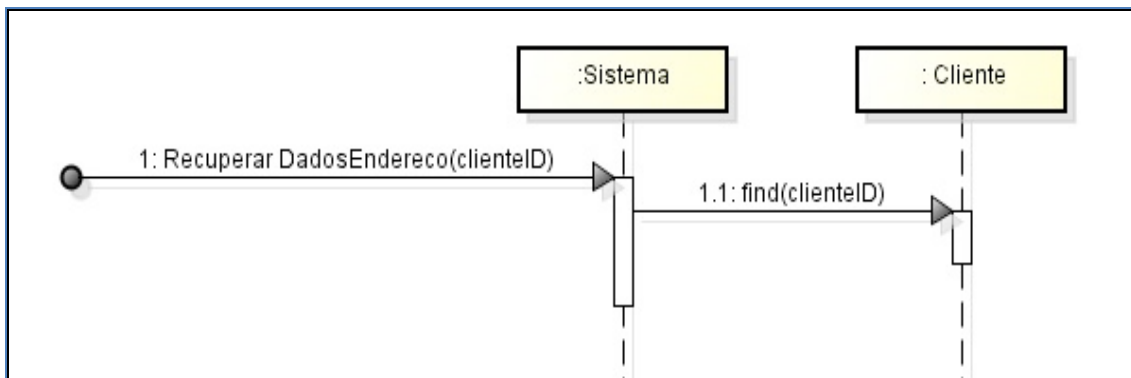 :Sistema
: Cliente
1: Recuperar DadosEndereco(clienteID)
1.1: find(clienteID)